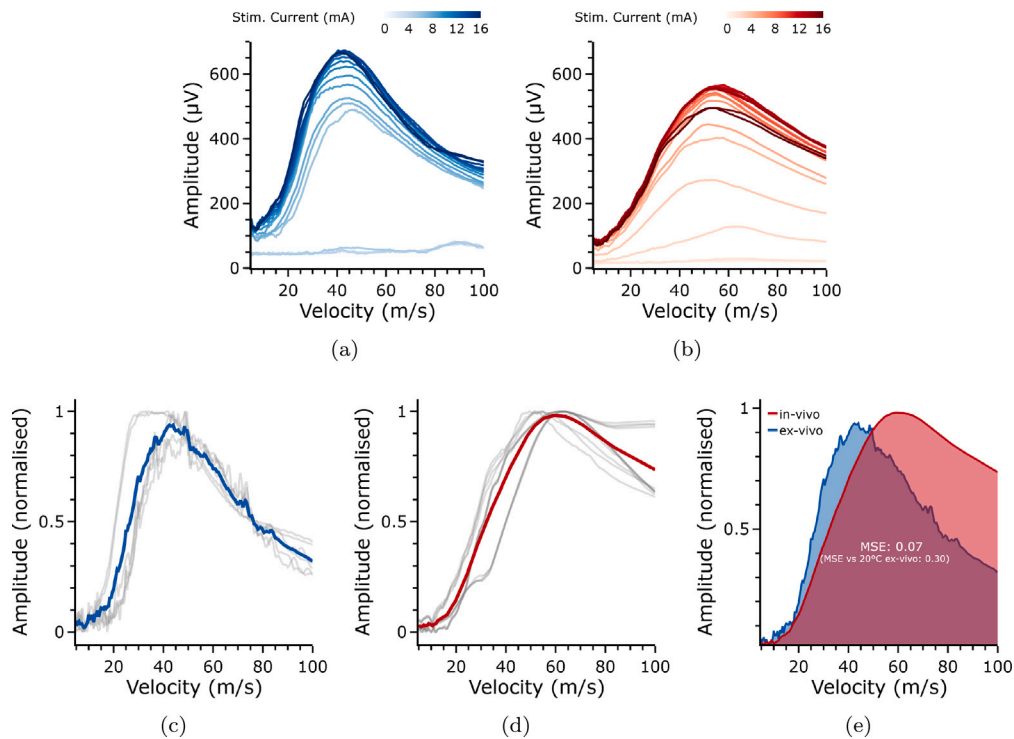 Stim. Current (mA)
0 4 8 12 16
Amplitude (μV)
600
400
200
0
20 40 60 80 100
Velocity (m/s)
(a)
Stim. Current (mA)
0 4 8 12 16
Amplitude (μV)
600
400
200
0
20 40 60 80 100
Velocity (m/s)
(b)
Amplitude (normalised)
1
0.5
0
20 40 60 80 100
Velocity (m/s)
(c)
Amplitude (normalised)
1
0.5
0
20 40 60 80 100
Velocity (m/s)
(d)
Amplitude (normalised)
1
0.5
in-vivo
ex-vivo
MSE: 0.07
(MSE vs 20°C ex-vivo: 0.30)
20 40 60 80 100
Velocity (m/s)
(e)